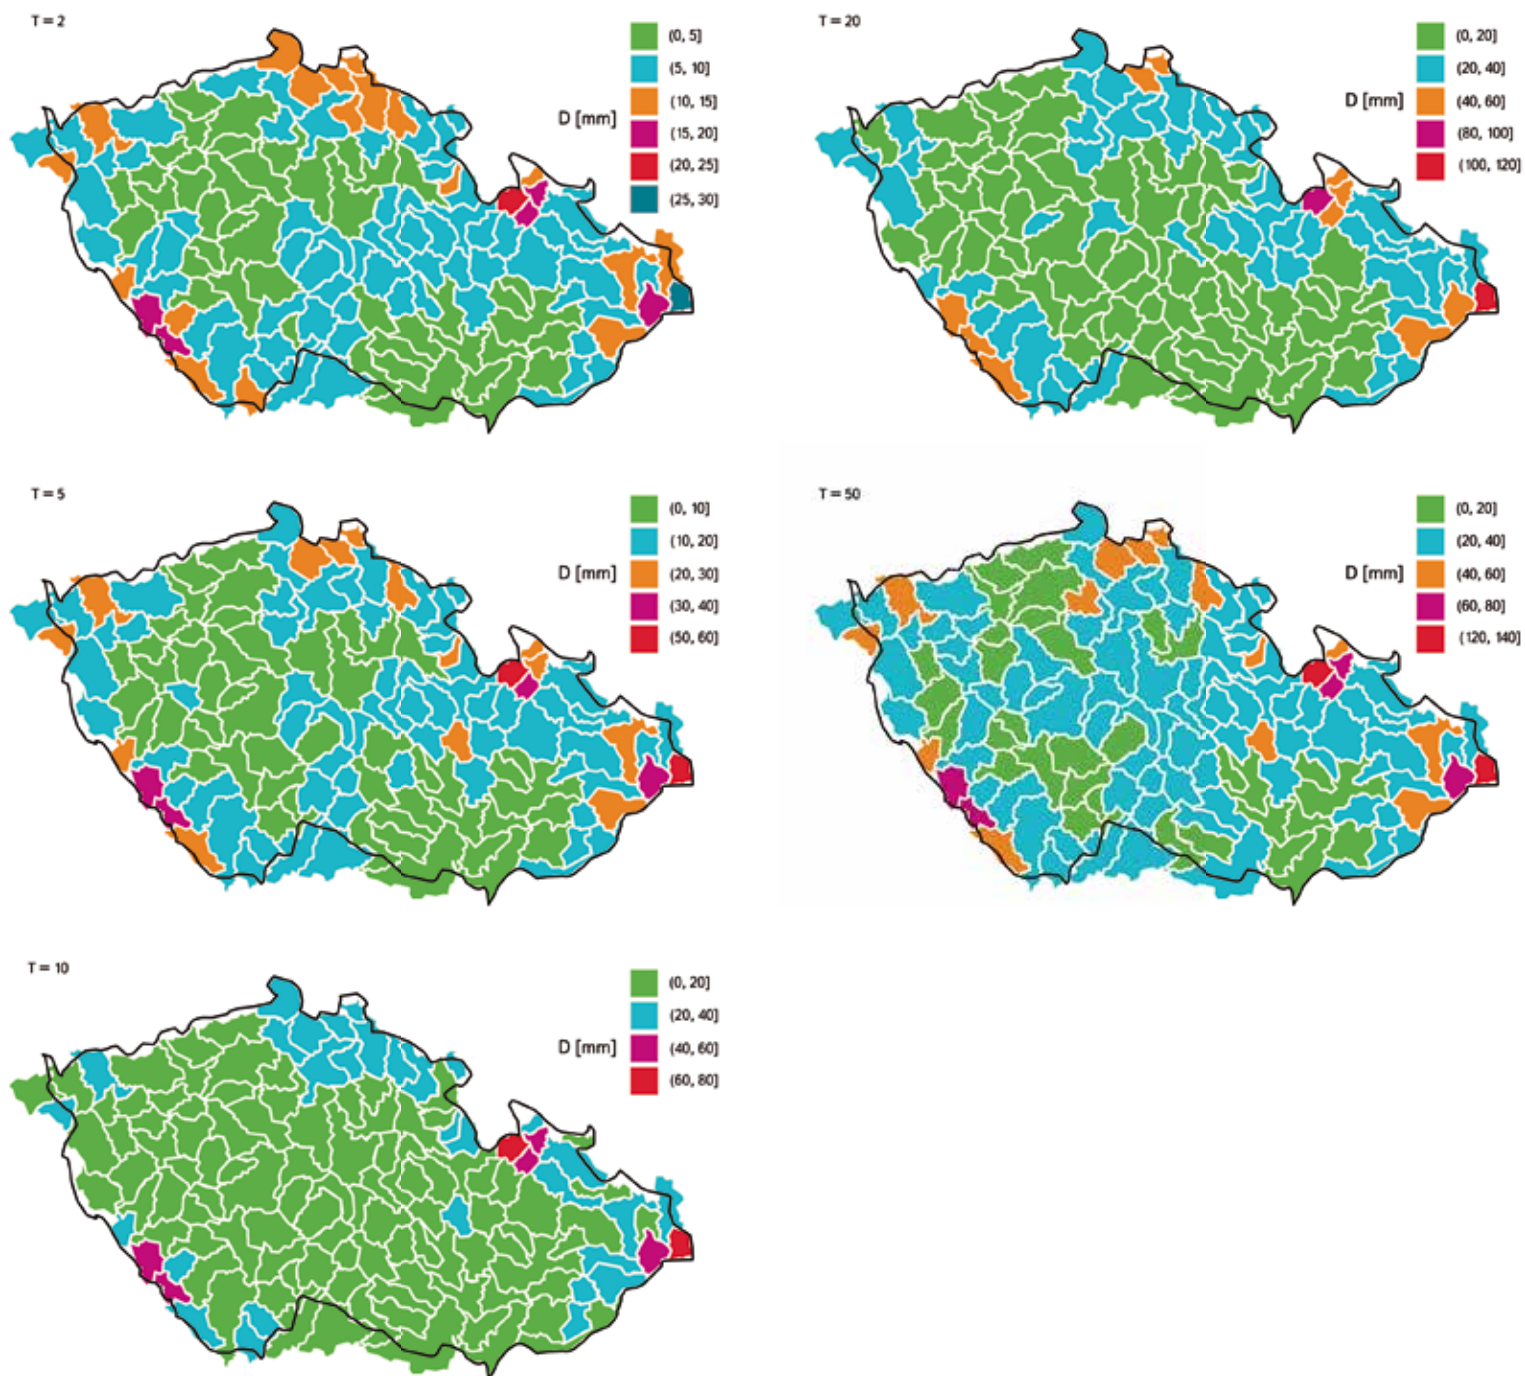 T = 2
D [mm]
(0, 5]
(5, 10]
(10, 15]
(15, 20]
(20, 25]
(25, 30]
T = 20
D [mm]
(0, 20]
(20, 40]
(40, 60]
(80, 100]
(100, 120]
T = 5
D [mm]
(0, 10]
(10, 20]
(20, 30]
(30, 40]
(50, 60]
T = 50
D [mm]
(0, 20]
(20, 40]
(40, 60]
(60, 80]
(120, 140]
T = 10
D [mm]
(0, 20]
(20, 40]
(40, 60]
(60, 80]